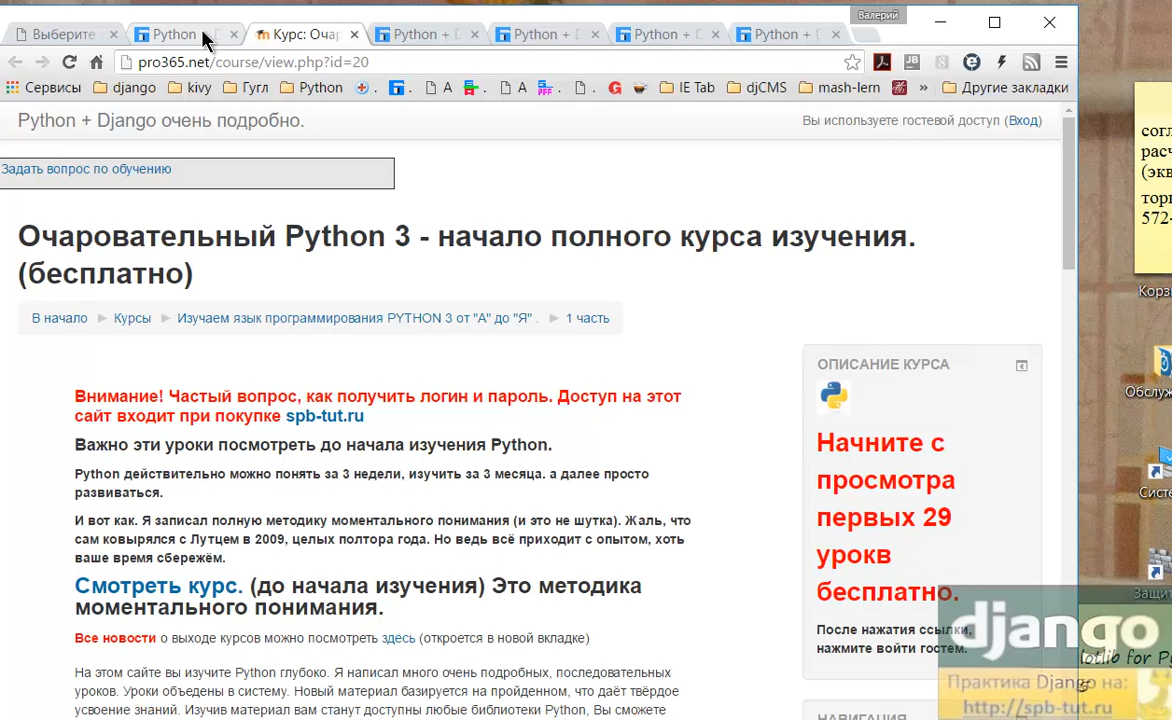 Валерий
Выберите
Python
Курс: Очар
Python + D
Python + D
Python + D
Python + D
pro365.net/course/view.php?id=20
Сервисы django kivy Гугл Python A A IE Tab djCMS mash-lern » Другие закладки
Python + Django очень подробно.
Вы используете гостевой доступ (Вход)
Задать вопрос по обучению
Очаровательный Python 3 - начало полного курса изучения.
(бесплатно)
В начало ► Курсы ► Изучаем язык программирования PYTHON 3 от "А" до "Я" . ► 1 часть
Внимание! Частый вопрос, как получить логин и пароль. Доступ на этот
сайт входит при покупке spb-tut.ru
Важно эти уроки посмотреть до начала изучения Python.
Python действительно можно понять за 3 недели, изучить за 3 месяца. а далее просто
развиваться.
И вот как. Я записал полную методику моментального понимания (и это не шутка). Жаль, что
сам ковырялся с Лутцем в 2009, целых полтора года. Но ведь всё приходит с опытом, хоть
ваше время сбережём.
Смотреть курс. (до начала изучения) Это методика
моментального понимания.
Все новости о выходе курсов можно посмотреть здесь (откроется в новой вкладке)
На этом сайте вы изучите Python глубоко. Я написал много очень подробных, последовательных
уроков. Уроки объедены в систему. Новый материал базируется на пройденном, что даёт твёрдое
усвоение знаний. Изучив материал вам станут доступны любые библиотеки Python, Вы сможете
ОПИСАНИЕ КУРСА
Начните с
просмотра
первых 29
урокв
бесплатно.
После нажатия ссылки,
нажмите войти гостем.
НАВИГАЦИЯ
согл
расч
(экв
торг
572-
Корз
Обслуж
Систе
Защит
django
lotlib for Py
Практика Django на:
http://spb-tut.ru